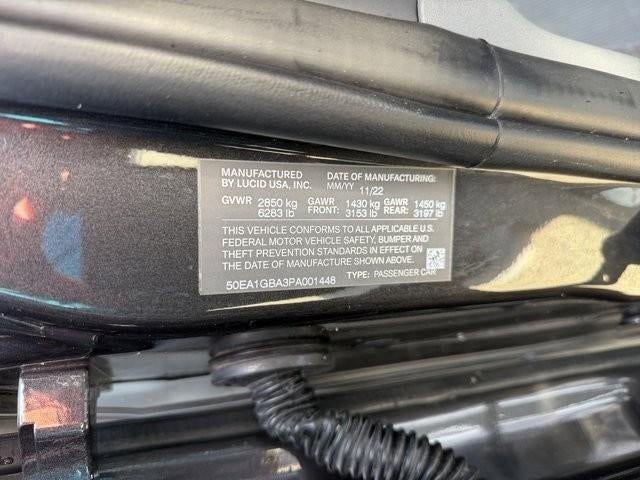 MANUFACTURED DATE OF MANUFACTURING:
BY LUCID USA, INC. MM/YY 11/22
GVWR 2850 kg GAWR 1430 kg GAWR 1450 kg
6283 lb FRONT: 3153 lb REAR: 3197 lb
THIS VEHICLE CONFORMS TO ALL APPLICABLE U.S.
FEDERAL MOTOR VEHICLE SAFETY, BUMPER AND
THEFT PREVENTION STANDARDS IN EFFECT ON
THE DATE OF MANUFACTURE SHOWN ABOVE.
50EA1GBA3PA001448 TYPE: PASSENGER CAR